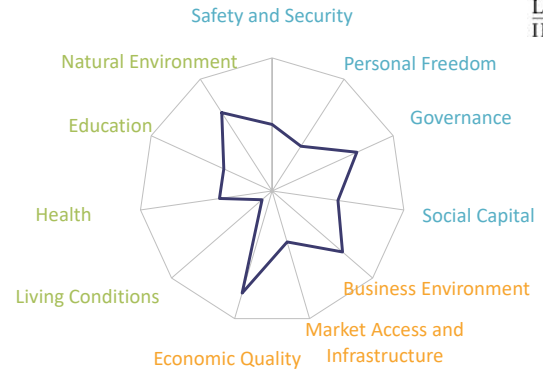 Safety and Security
Natural Environment
Personal Freedom
Education
Governance
Health
Social Capital
Living Conditions
Business Environment
Market Access and
Infrastructure
Economic Quality